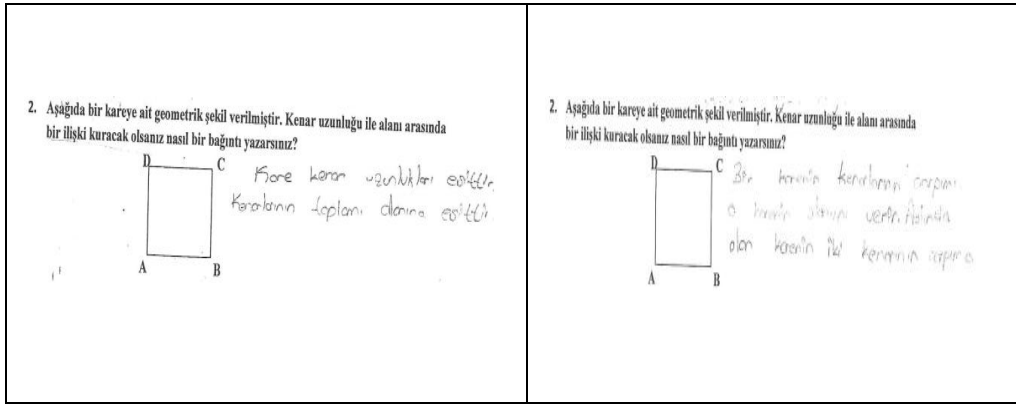 2. Aşağıda bir kareye ait geometrik şekil verilmiştir. Kenar uzunluğu ile alanı arasında
bir ilişki kuracak olsanız nasıl bir bağıntı yazarsınız?
D C
Kare kenar uzunlukları eşittir.
Kenarlarının toplamı alanına eşittir.
A B
2. Aşağıda bir kareye ait geometrik şekil verilmiştir. Kenar uzunluğu ile alanı arasında
bir ilişki kuracak olsanız nasıl bir bağıntı yazarsınız?
D C
Bir karenin kenarlarının çarpımı
o karenin alanını verir. Aslında
alan karenin iki kenarının çarpımı
A B